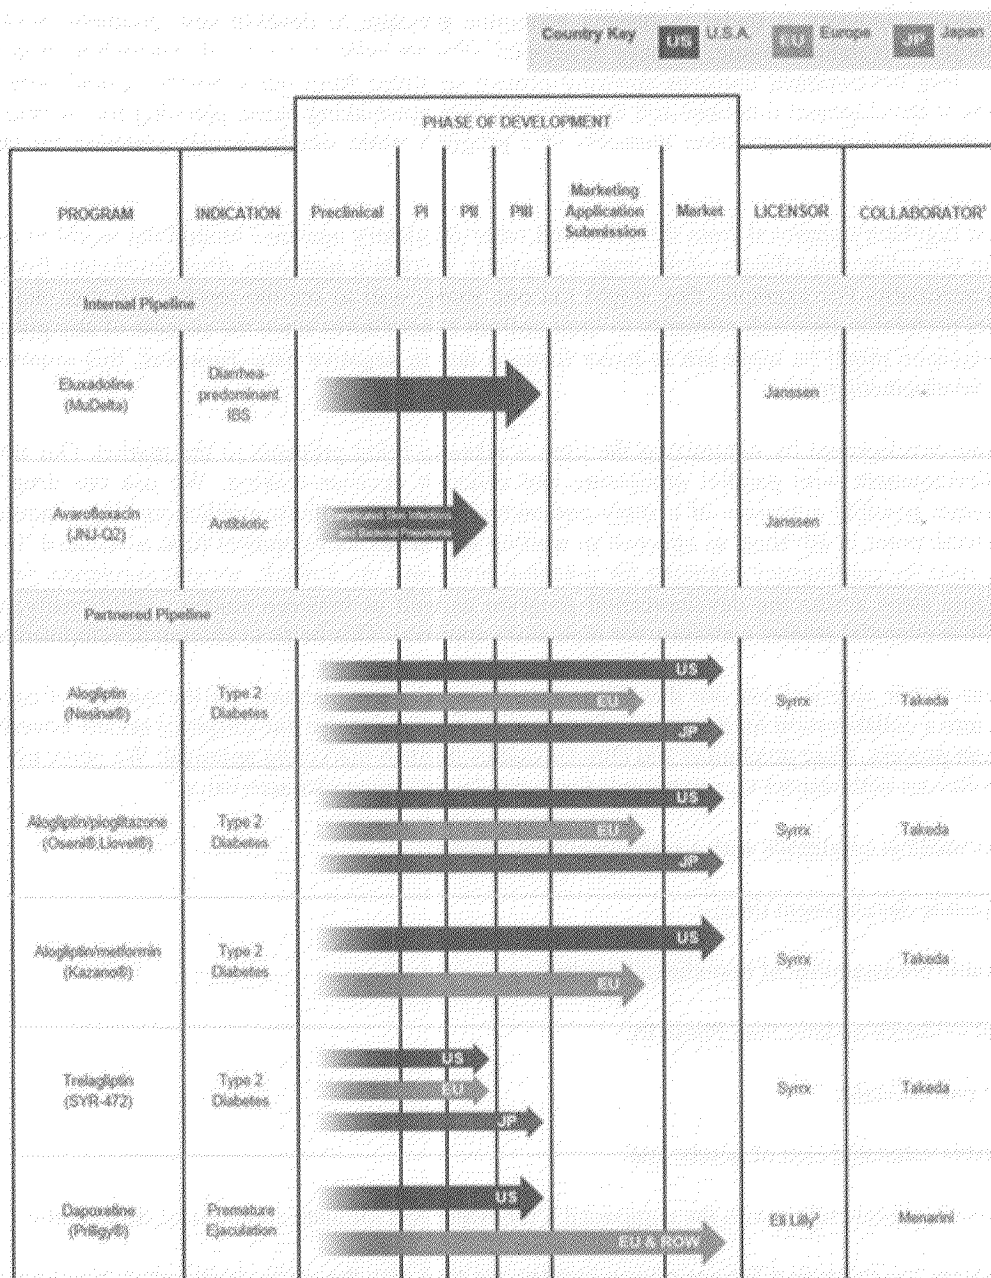 Country Key US U.S.A. EU Europe JP Japan
PHASE OF DEVELOPMENT
PROGRAM INDICATION Preclinical PI PII PIII Marketing Application Submission Market LICENSOR COLLABORATOR¹
Internal Pipeline
Eluxadoline
(MuDelta)
Diarrhea-
predominant
IBS
Janssen
-
Avarofloxacin
(JNJ-Q2)
Antibiotic
Janssen
-
Partnered Pipeline
Alogliptin
(Nesina®)
Type 2
Diabetes
US
EU
JP
Syrrx
Takeda
Alogliptin/pioglitazone
(Oseni®,Liovel®)
Type 2
Diabetes
US
EU
JP
Syrrx
Takeda
Alogliptin/metformin
(Kazano®)
Type 2
Diabetes
US
EU
Syrrx
Takeda
Trelagliptin
(SYR-472)
Type 2
Diabetes
US
EU
JP
Syrrx
Takeda
Dapoxetine
(Priligy®)
Premature
Ejaculation
US
EU & ROW
Eli Lilly²
Menarini